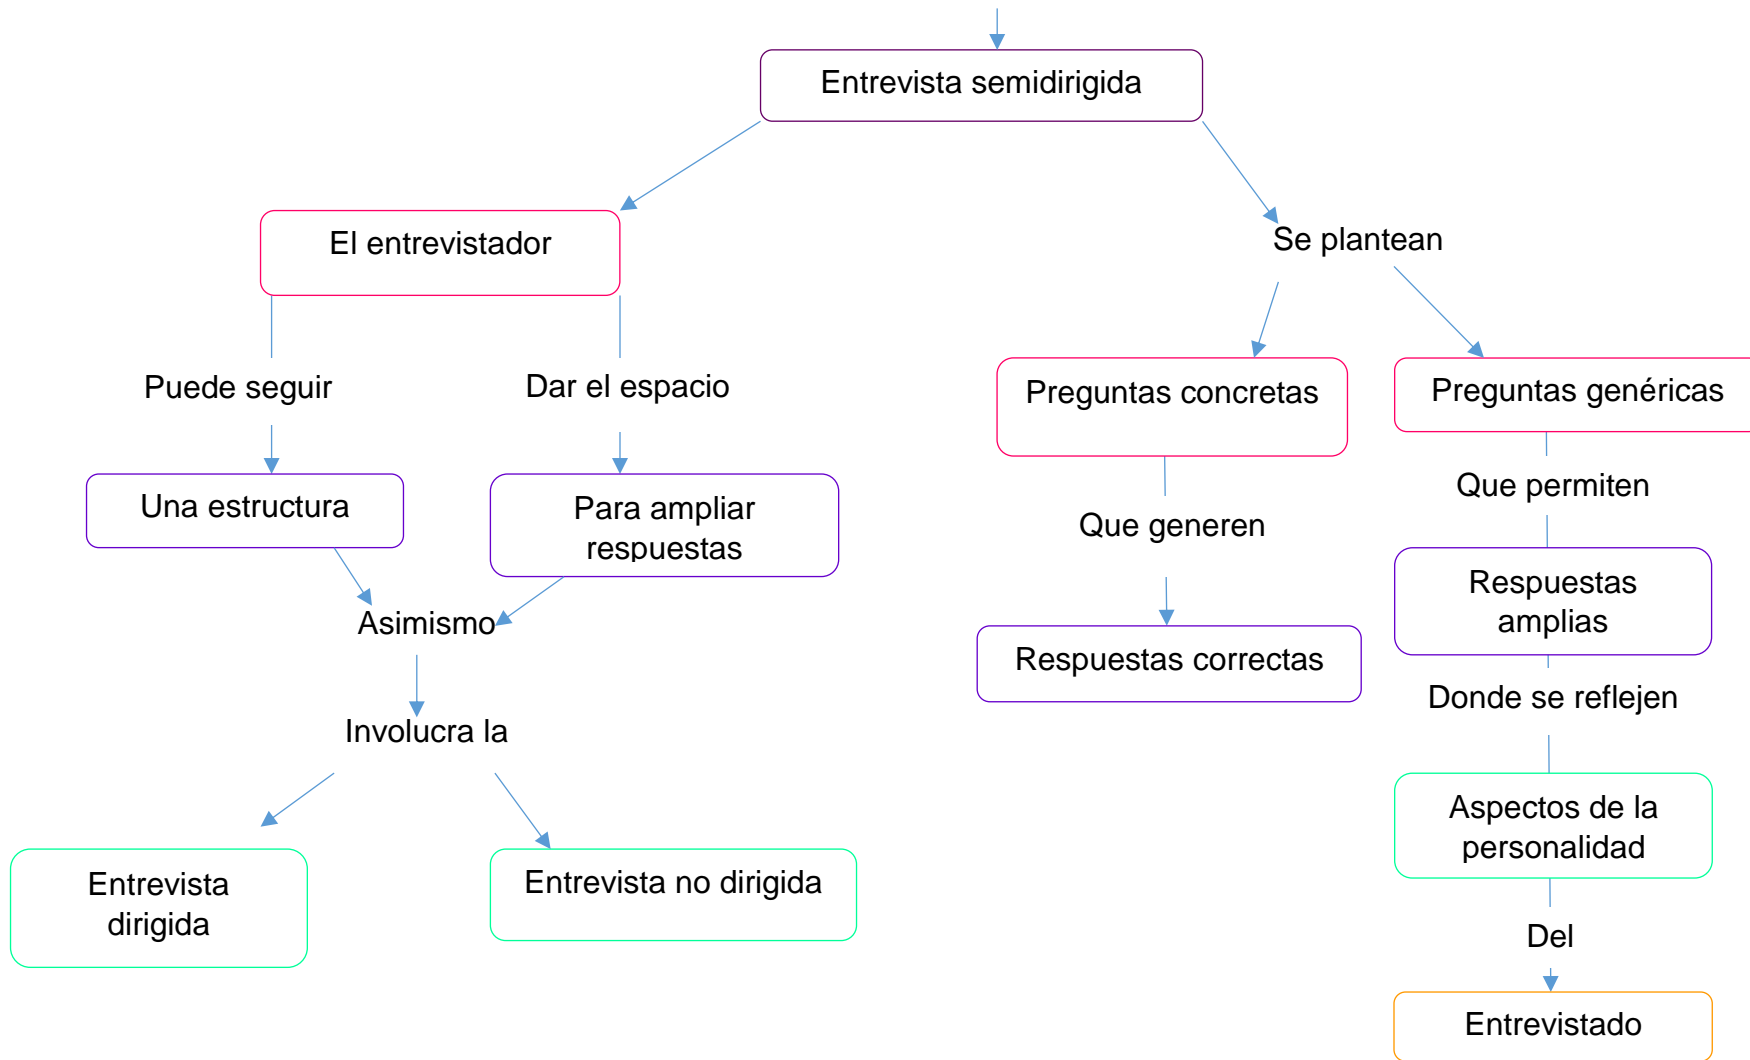 Entrevista semidirigida
El entrevistador
Se plantean
Puede seguir
Dar el espacio
Preguntas concretas
Preguntas genéricas
Una estructura
Para ampliar
respuestas
Que generen
Que permiten
Asimismo
Respuestas correctas
Respuestas
amplias
Involucra la
Donde se reflejen
Entrevista
dirigida
Entrevista no dirigida
Aspectos de la
personalidad
Del
Entrevistado